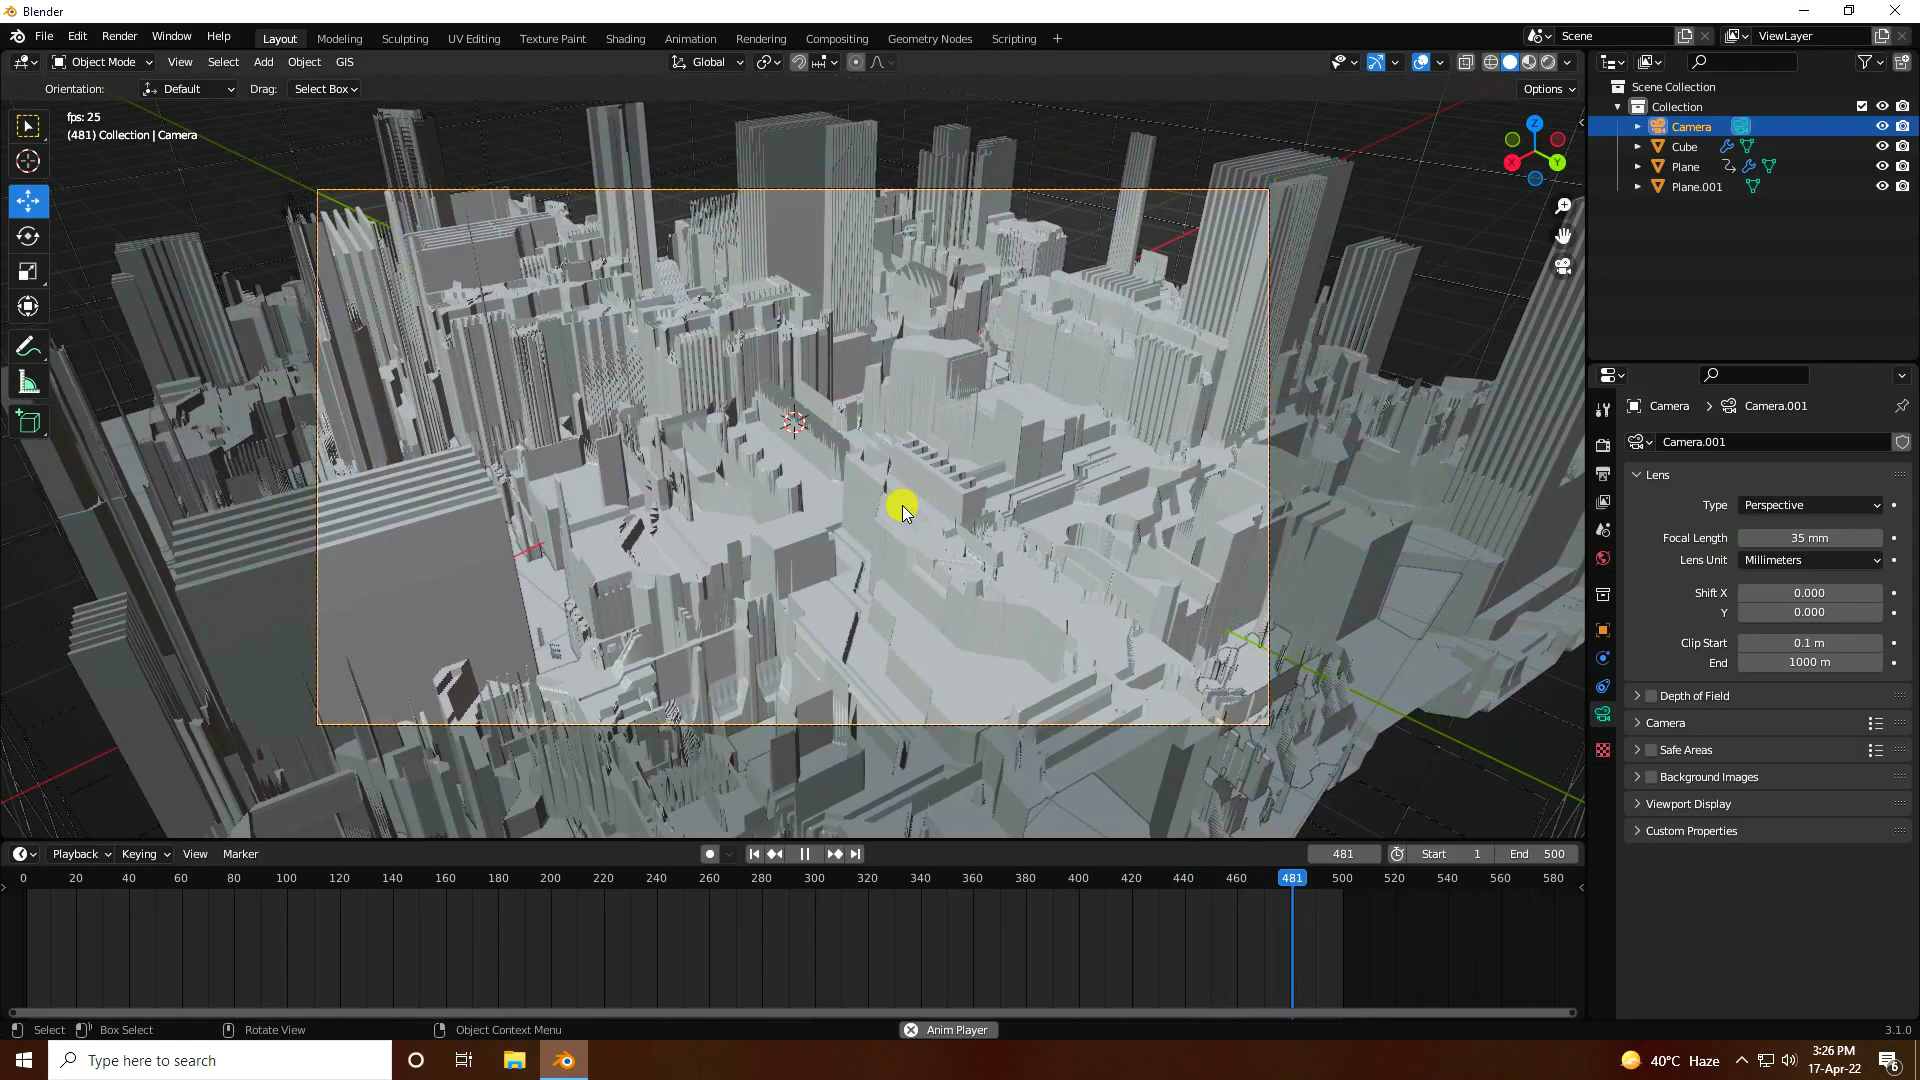 Blender
File Edit Render Window Help
Layout Modeling Sculpting UV Editing Texture Paint Shading Animation Rendering Compositing Geometry Nodes Scripting
Scene
ViewLayer
Object Mode View Select Add Object GIS
Global
Orientation: Default Drag: Select Box
Options
fps: 25
(481) Collection | Camera
Z
X
Y
Scene Collection
Collection
Camera
Cube
Plane
Plane.001
Camera > Camera.001
Camera.001
Lens
Type Perspective
Focal Length 35 mm
Lens Unit Millimeters
Shift X 0.000
Y 0.000
Clip Start 0.1 m
End 1000 m
Depth of Field
Camera
Safe Areas
Background Images
Viewport Display
Custom Properties
Playback Keying View Marker
481 Start 1 End 500
0 20 40 60 80 100 120 140 160 180 200 220 240 260 280 300 320 340 360 380 400 420 440 460 481 500 520 540 560 580
Select Box Select Rotate View Object Context Menu Anim Player 3.1.0
Type here to search
40°C Haze
3:26 PM
17-Apr-22
6